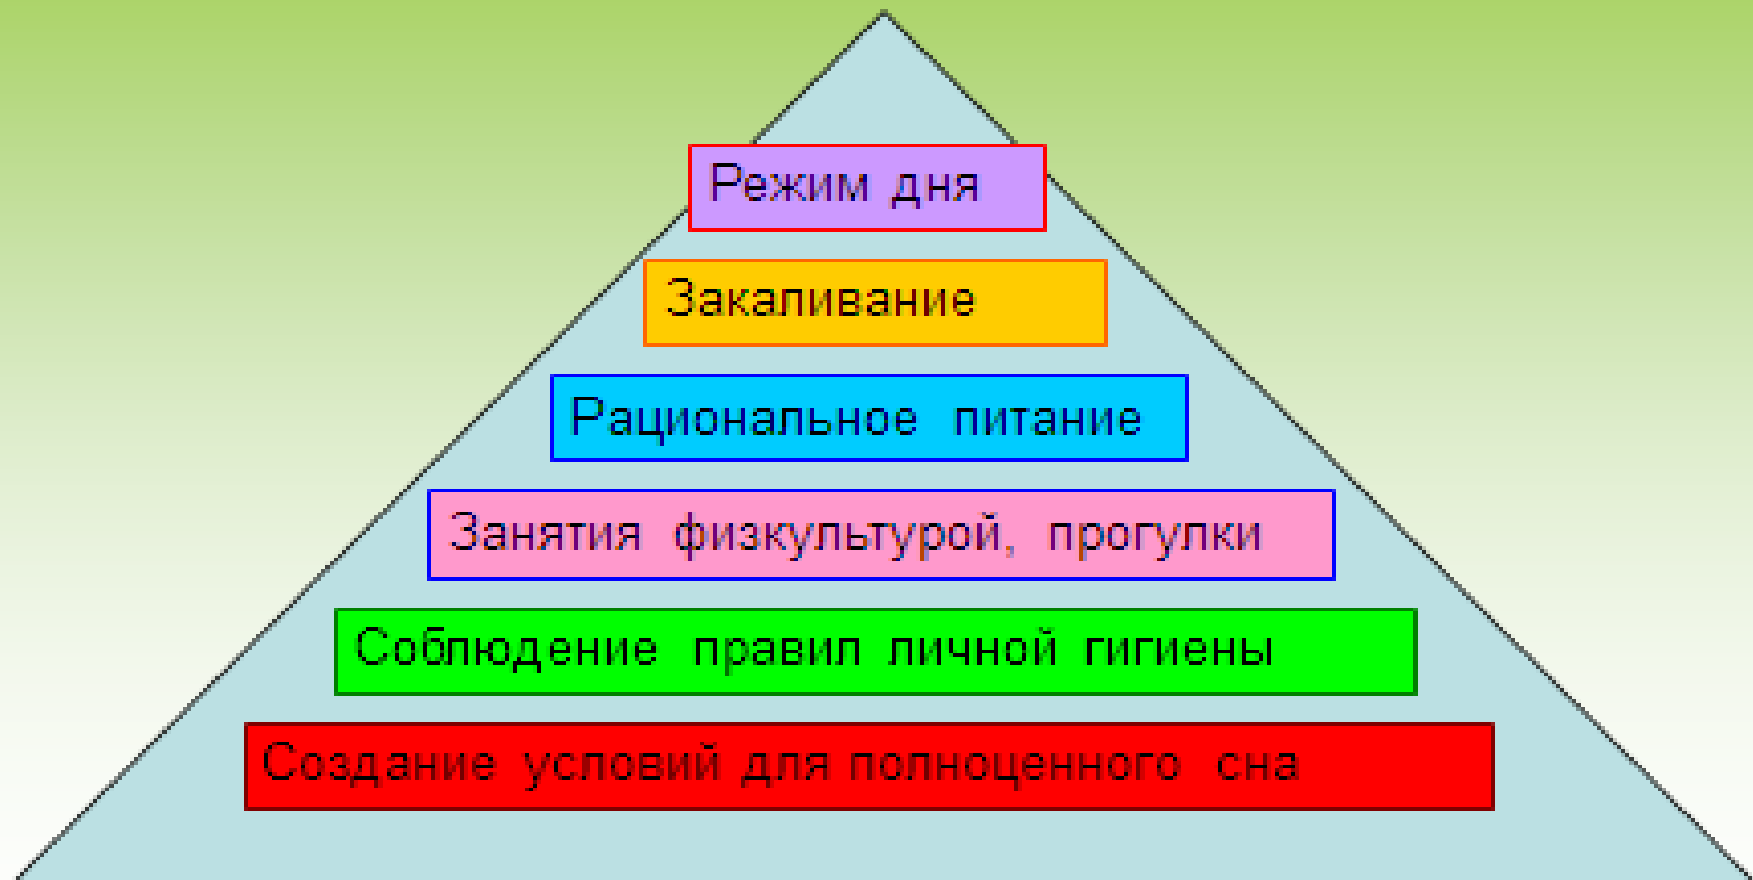 Режим дня
Закаливание
Рациональное питание
Занятия физкультурой, прогулки
Соблюдение правил личной гигиены
Создание условий для полноценного сна